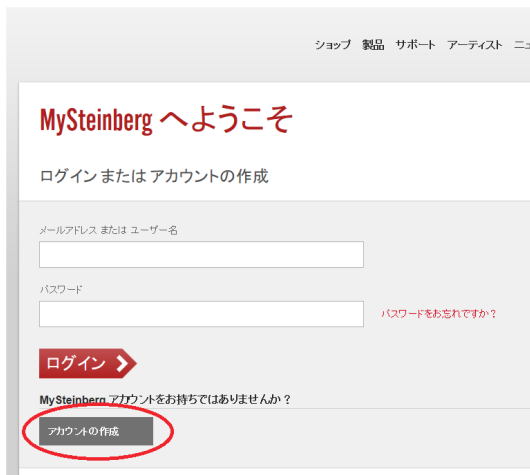 ショップ 製品 サポート アーティスト
MySteinberg へようこそ
ログイン または アカウントの作成
メールアドレス または ユーザー名
パスワード
パスワードをお忘れですか？
ログイン
MySteinberg アカウントをお持ちではありませんか？
アカウントの作成